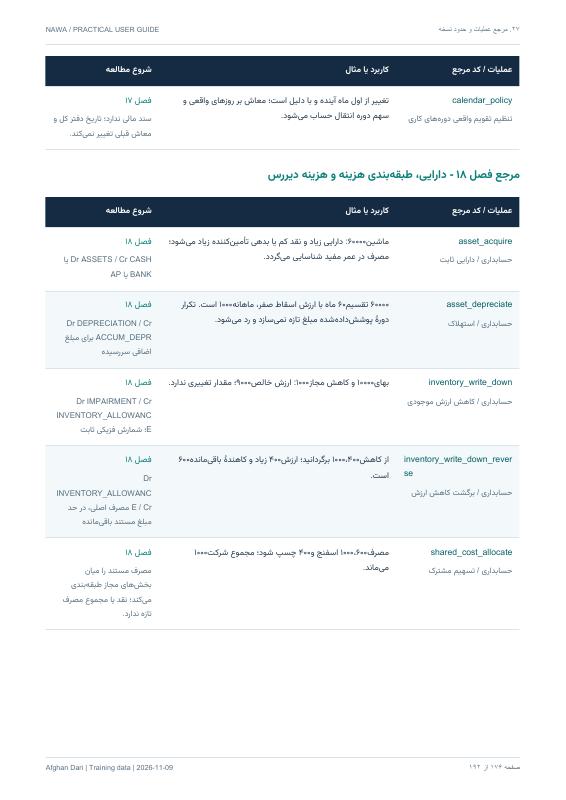 ۲۷. مرجع عملیات و حدود نسخه
NAWA / PRACTICAL USER GUIDE
عملیات / کد مرجع
کاربرد یا مثال
شروع مطالعه
calendar_policy
تنظیم تقویم واقعی دوره‌های کاری
تغییر از اول ماه آینده و با دلیل است؛ معاش بر روزهای واقعی و
سهم دوره انتقال حساب می‌شود.
فصل ۱۷
سند مالی ندارد؛ تاریخ دفتر کل و
معاش قبلی تغییر نمی‌کند.
مرجع فصل ۱۸ - دارایی، طبقه‌بندی هزینه و هزینه دیررس
عملیات / کد مرجع
کاربرد یا مثال
شروع مطالعه
asset_acquire
حسابداری / دارایی ثابت
ماشین۶۰۰۰۰: دارایی زیاد و نقد کم یا بدهی تأمین‌کننده زیاد می‌شود؛
مصرف در عمر مفید شناسایی می‌گردد.
فصل ۱۸
Dr ASSETS / Cr CASH یا
BANK یا AP
asset_depreciate
حسابداری / استهلاک
۶۰۰۰۰ تقسیم۶۰ ماه با ارزش اسقاط صفر، ماهانه۱۰۰۰ است. تکرار
دورهٔ پوشش‌داده‌شده مبلغ تازه نمی‌سازد و رد می‌شود.
فصل ۱۸
Dr DEPRECIATION / Cr
ACCUM_DEPR برای مبلغ
اضافی سررسیده
inventory_write_down
حسابداری / کاهش ارزش موجودی
بهای۱۰۰۰۰ و کاهش مجاز۱۰۰۰: ارزش خالص۹۰۰۰؛ مقدار تغییری ندارد.
فصل ۱۸
Dr IMPAIRMENT / Cr
INVENTORY_ALLOWANC
E؛ شمارش فزیکی ثابت
inventory_write_down_rever
se
حسابداری / برگشت کاهش ارزش
از کاهش۱۰۰۰،۴۰۰ برگردانید؛ ارزش۴۰۰ زیاد و کاهندهٔ باقی‌مانده۶۰۰
است.
فصل ۱۸
Dr
INVENTORY_ALLOWANC
E / Cr مصرف اصلی، در حد
مبلغ مستند باقی‌مانده
shared_cost_allocate
حسابداری / تسهیم مشترک
مصرف۱۰۰۰،۶۰۰ اسفنج و۴۰۰ چسپ شود؛ مجموع شرکت۱۰۰۰
می‌ماند.
فصل ۱۸
مصرف مستند را میان
بخش‌های مجاز طبقه‌بندی
می‌کند؛ نقد یا مجموع مصرف
تازه ندارد.
صفحه ۱۷۴ از ۱۹۲
Afghan Dari | Training data | 2026-11-09